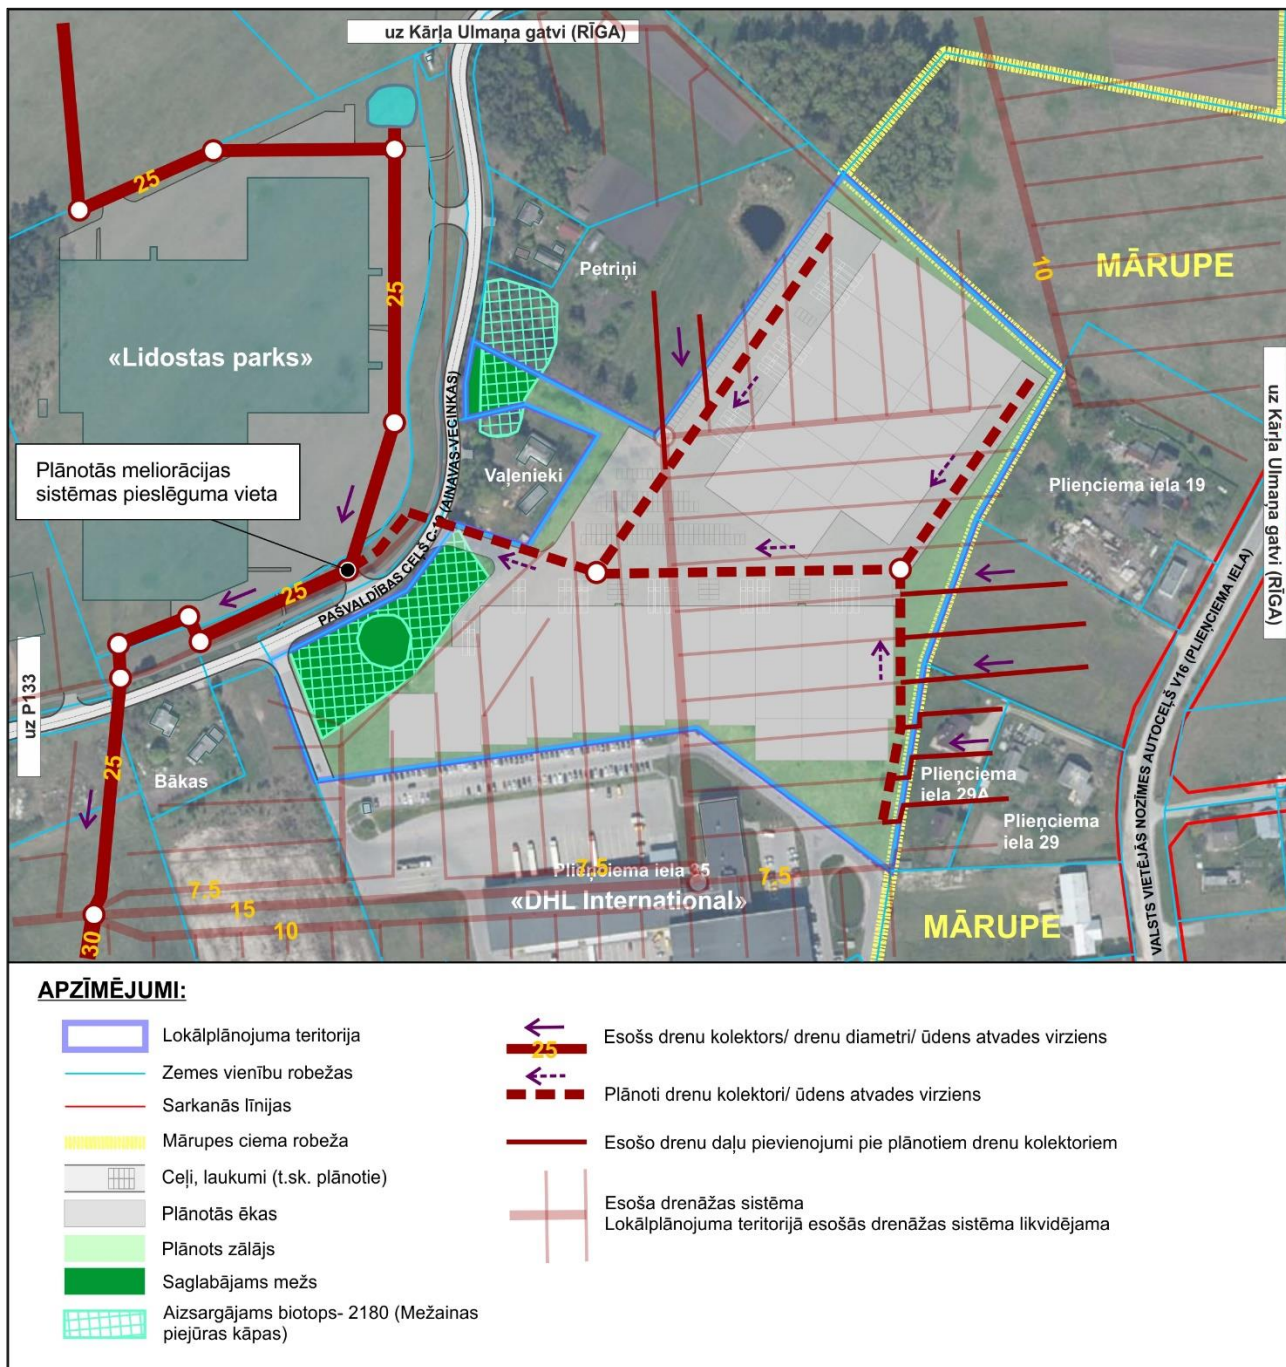 uz Kārļa Ulmaņa gatvi (RĪGA)
25
25
10
MĀRUPE
Petriņi
«Lidostas parks»
uz Kārļa Ulmaņa gatvi (RĪGA)
Plānotās meliorācijas
sistēmas pieslēguma vieta
Vaļenieki
PAŠVALDĪBAS CEĻŠ C-12 (AINAVAS-VECINKAS)
Plieņciema iela 19
25
uz P133
25
Bākas
VALSTS VIETĒJĀS NOZĪMES AUTOCEĻŠ V16 (PLIEŅCIEMA IELA)
Plieņciema
iela 29A
Plieņciema
iela 29
Plieņciema iela 35
7.5
7.5
7.5
«DHL International»
15
10
30
MĀRUPE
APZĪMĒJUMI:
Lokālplānojuma teritorija
Zemes vienību robežas
Sarkanās līnijas
Mārupes ciema robeža
Ceļi, laukumi (t.sk. plānotie)
Plānotās ēkas
Plānots zālājs
Saglabājams mežs
Aizsargājams biotops- 2180 (Mežainas
piejūras kāpas)
25
Esošs drenu kolektors/ drenu diametri/ ūdens atvades virziens
Plānoti drenu kolektori/ ūdens atvades virziens
Esošo drenu daļu pievienojumi pie plānotiem drenu kolektoriem
Esoša drenāžas sistēma
Lokālplānojuma teritorijā esošās drenāžas sistēma likvidējama